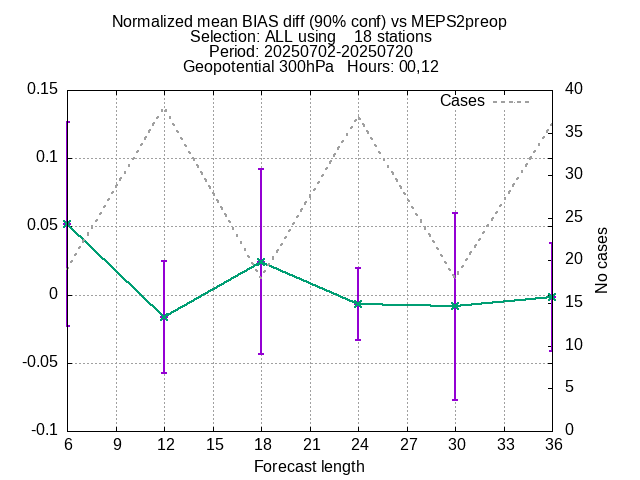 Normalized mean BIAS diff (90% conf) vs MEPS2preop
Selection: ALL using    18 stations
Period: 20250702-20250720
Geopotential 300hPa   Hours: 00,12
Cases
0.15
0.1
0.05
0
-0.05
-0.1
40
35
30
25
20
15
10
5
0
No cases
6 9 12 15 18 21 24 27 30 33 36
Forecast length